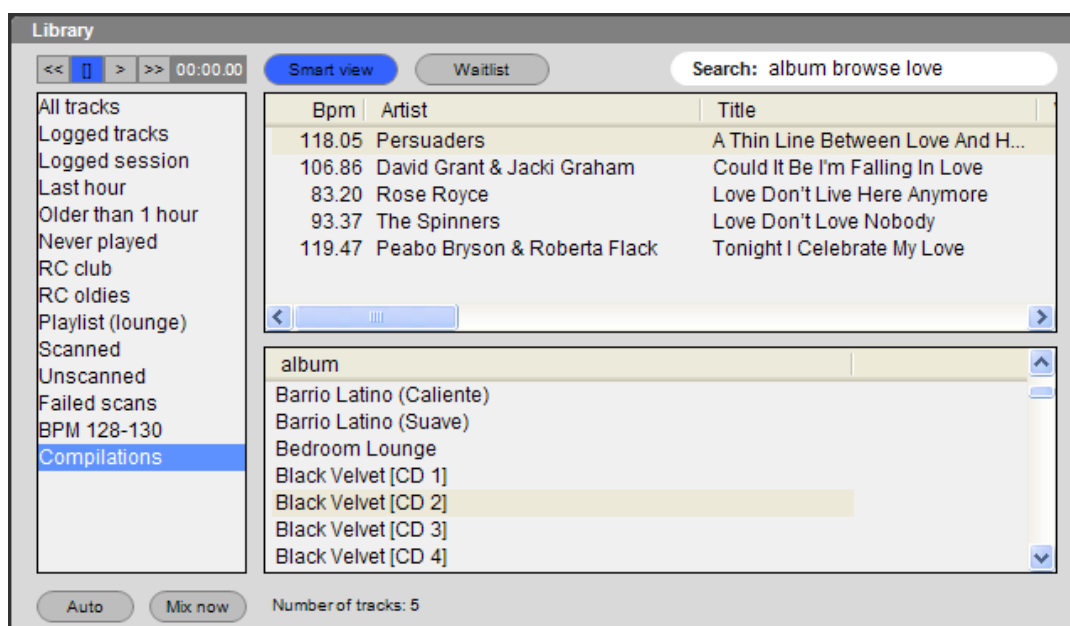 Library
<< [] > >> 00:00.00 Smart view Waitlist Search: album browse love
All tracks
Logged tracks
Logged session
Last hour
Older than 1 hour
Never played
RC club
RC oldies
Playlist (lounge)
Scanned
Unscanned
Failed scans
BPM 128-130
Compilations
Bpm Artist Title
118.05 Persuaders A Thin Line Between Love And H...
106.86 David Grant & Jacki Graham Could It Be I'm Falling In Love
83.20 Rose Royce Love Don't Live Here Anymore
93.37 The Spinners Love Don't Love Nobody
119.47 Peabo Bryson & Roberta Flack Tonight I Celebrate My Love
album
Barrio Latino (Caliente)
Barrio Latino (Suave)
Bedroom Lounge
Black Velvet [CD 1]
Black Velvet [CD 2]
Black Velvet [CD 3]
Black Velvet [CD 4]
Auto Mix now Number of tracks: 5